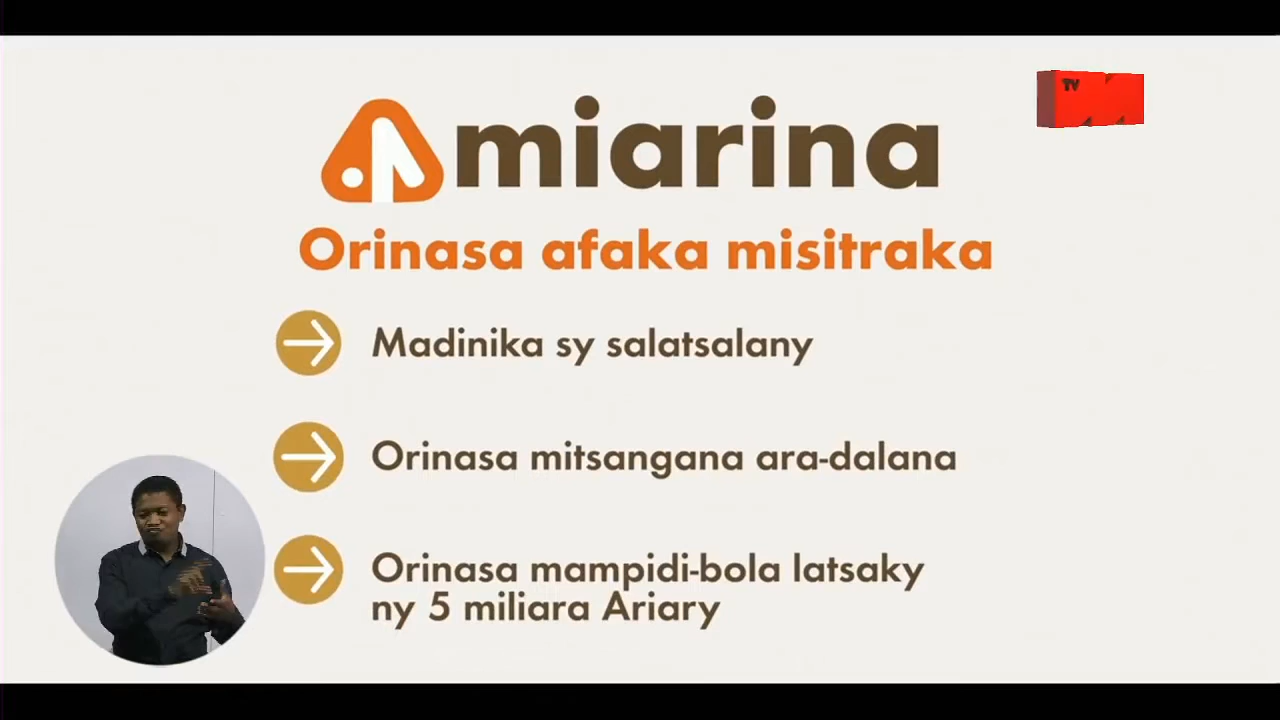 TVM
miarina
Orinasa afaka misitraka
Madinika sy salatsalany
Orinasa mitsangana ara-dalana
Orinasa mampidi-bola latsaky
ny 5 miliara Ariary